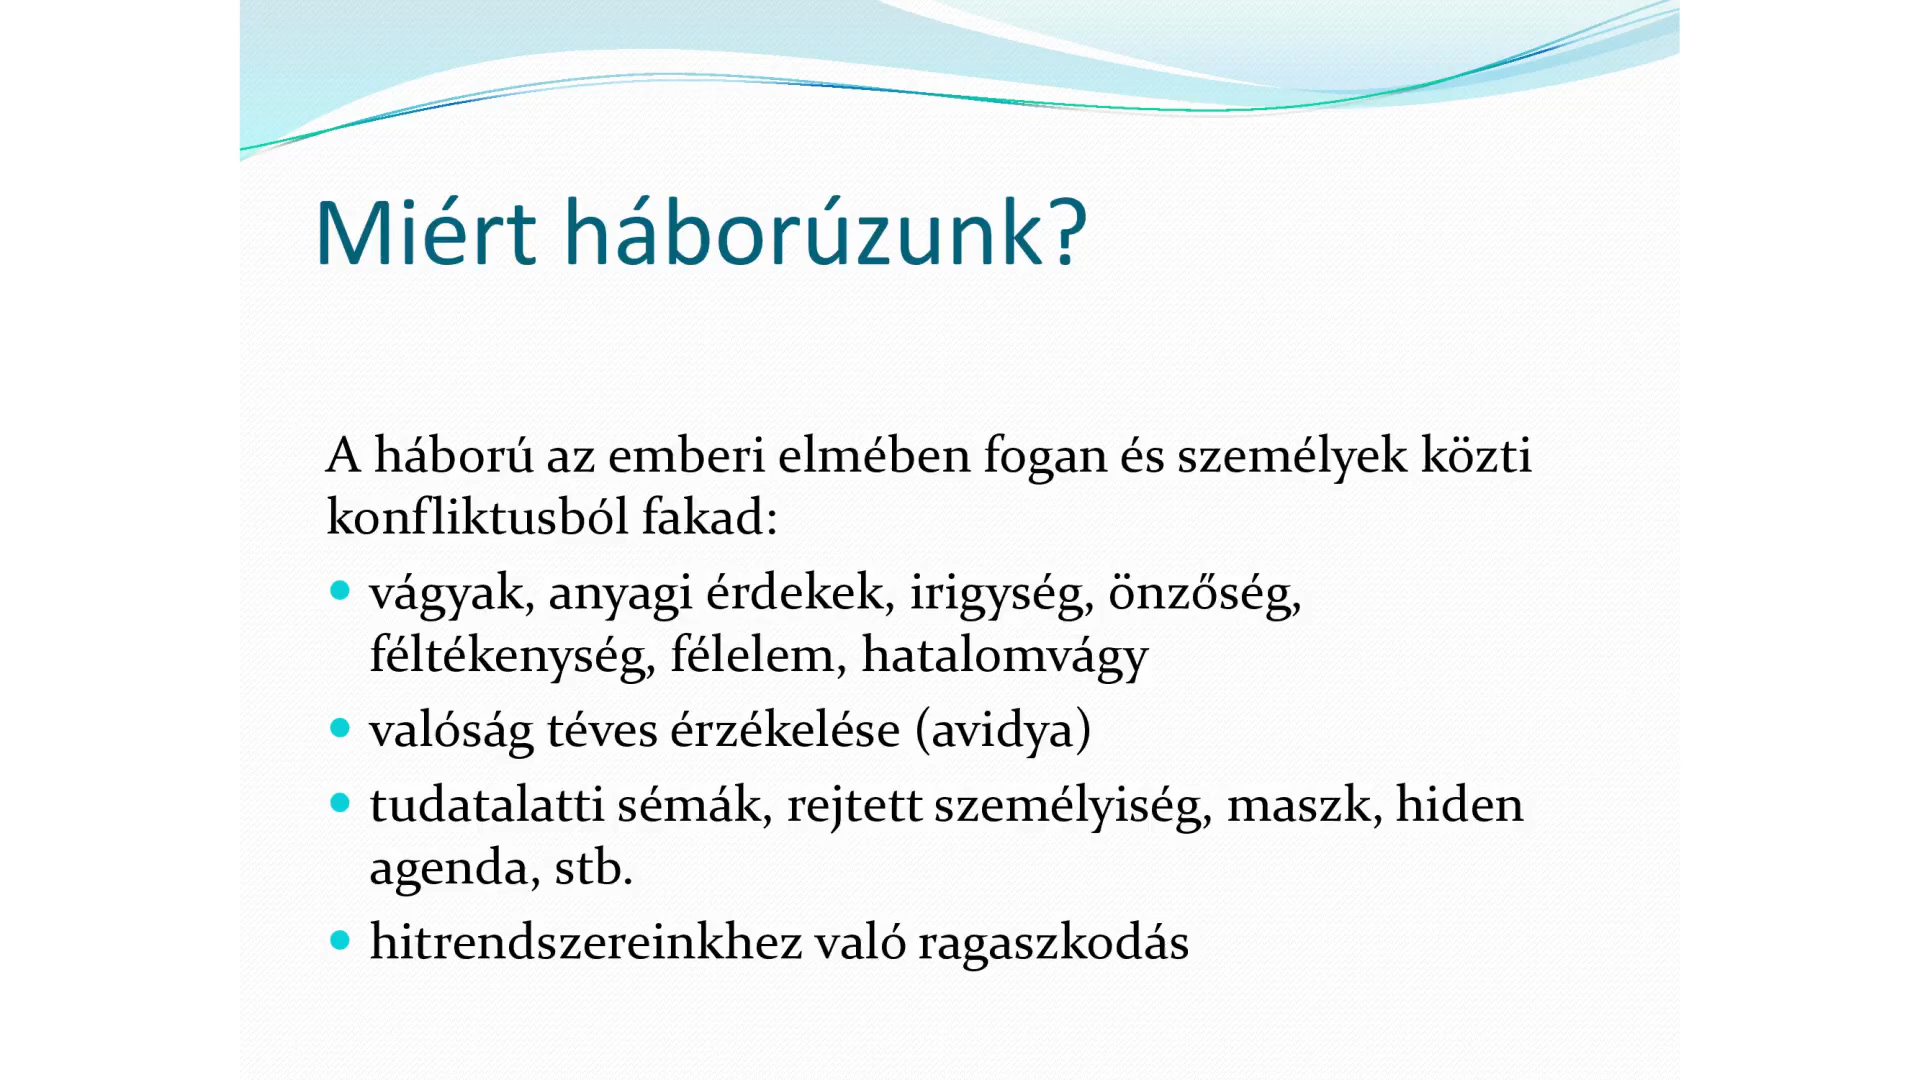 Miért háborúzunk?
A háború az emberi elmében fogan és személyek közti
konfliktusból fakad:
vágyak, anyagi érdekek, irigység, önzőség,
féltékenység, félelem, hatalomvágy
valóság téves érzékelése (avidya)
tudatalatti sémák, rejtett személyiség, maszk, hiden
agenda, stb.
hitrendszereinkhez való ragaszkodás